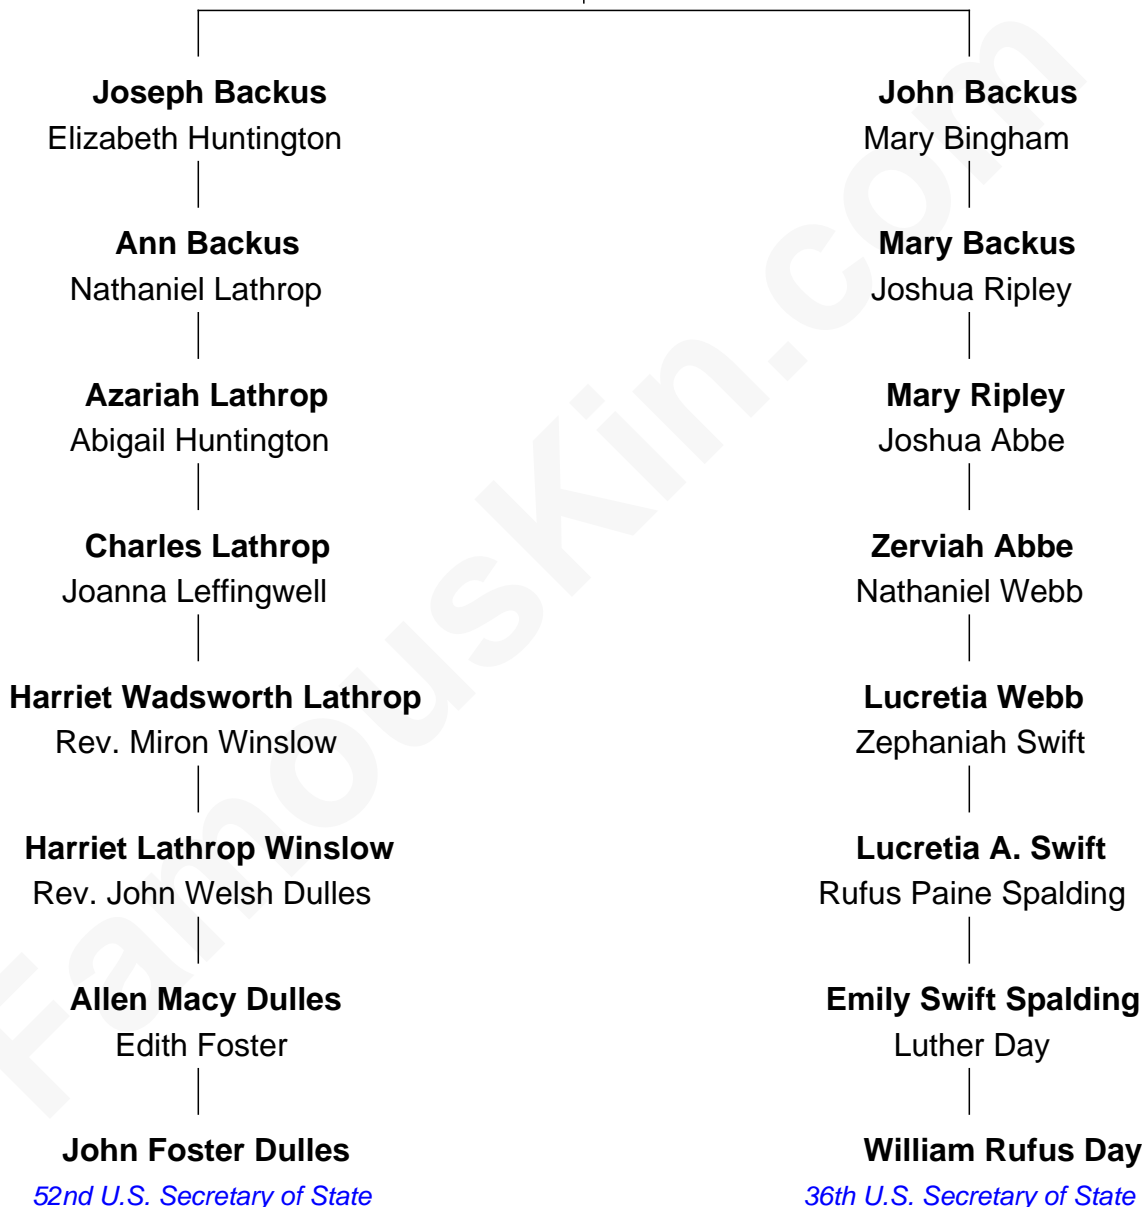 Joseph Backus
Elizabeth Huntington
Ann Backus
Nathaniel Lathrop
Azariah Lathrop
Abigail Huntington
Charles Lathrop
Joanna Leffingwell
Harriet Wadsworth Lathrop
Rev. Miron Winslow
Harriet Lathrop Winslow
Rev. John Welsh Dulles
Allen Macy Dulles
Edith Foster
John Foster Dulles
52nd U.S. Secretary of State
John Backus
Mary Bingham
Mary Backus
Joshua Ripley
Mary Ripley
Joshua Abbe
Zerviah Abbe
Nathaniel Webb
Lucretia Webb
Zephaniah Swift
Lucretia A. Swift
Rufus Paine Spalding
Emily Swift Spalding
Luther Day
William Rufus Day
36th U.S. Secretary of State
FamousKin.com